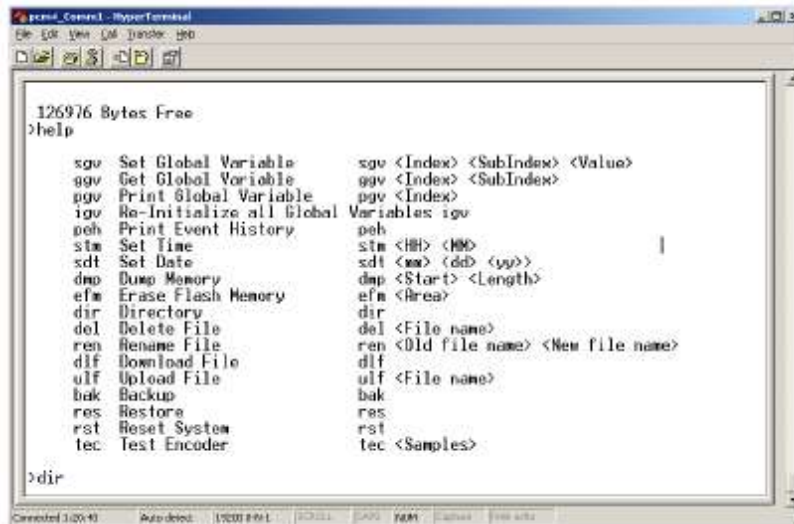 pcm4_Comm1 - HyperTerminal
File Edit View Call Transfer Help
126976 Bytes Free
>help
sgv Set Global Variable sgv <Index> <SubIndex> <Value>
ggv Get Global Variable ggv <Index> <SubIndex>
pgv Print Global Variable pgv <Index>
igv Re-Initialize all Global Variables igv
peh Print Event History peh
stm Set Time stm <HH> <MM>
sdt Set Date sdt <mm> <dd> <yy>>
dmp Dump Memory dmp <Start> <Length>
efm Erase Flash Memory efm <Area>
dir Directory dir
del Delete File del <File name>
ren Rename File ren <Old file name> <New file name>
dlf Download File dlf
ulf Upload File ulf <File name>
bak Backup bak
res Restore res
rst Reset System rst
tec Test Encoder tec <Samples>
>dir
Connected 1:20:40 Auto detect 19200 8-N-1 SCROLL CAPS NUM Capture Print echo